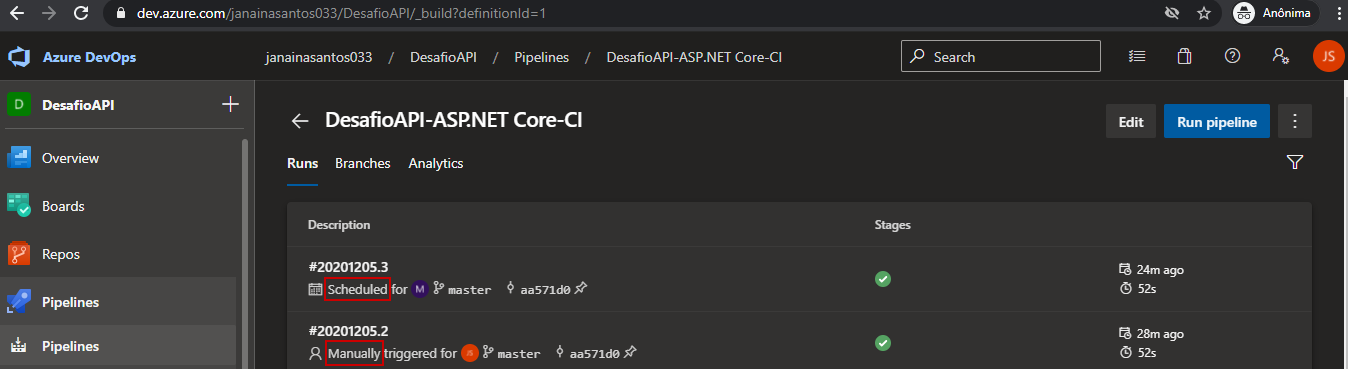 dev.azure.com/janainasantos033/DesafioAPI/_build?definitionId=1
Anônima
Azure DevOps
janainasantos033 / DesafioAPI / Pipelines / DesafioAPI-ASP.NET Core-CI
Search
JS
D DesafioAPI
DesafioAPI-ASP.NET Core-CI
Edit
Run pipeline
Overview
Boards
Repos
Pipelines
Pipelines
Runs Branches Analytics
Description Stages
#20201205.3
Scheduled for M master aa571d0
24m ago
52s
#20201205.2
Manually triggered for JS master aa571d0
28m ago
52s